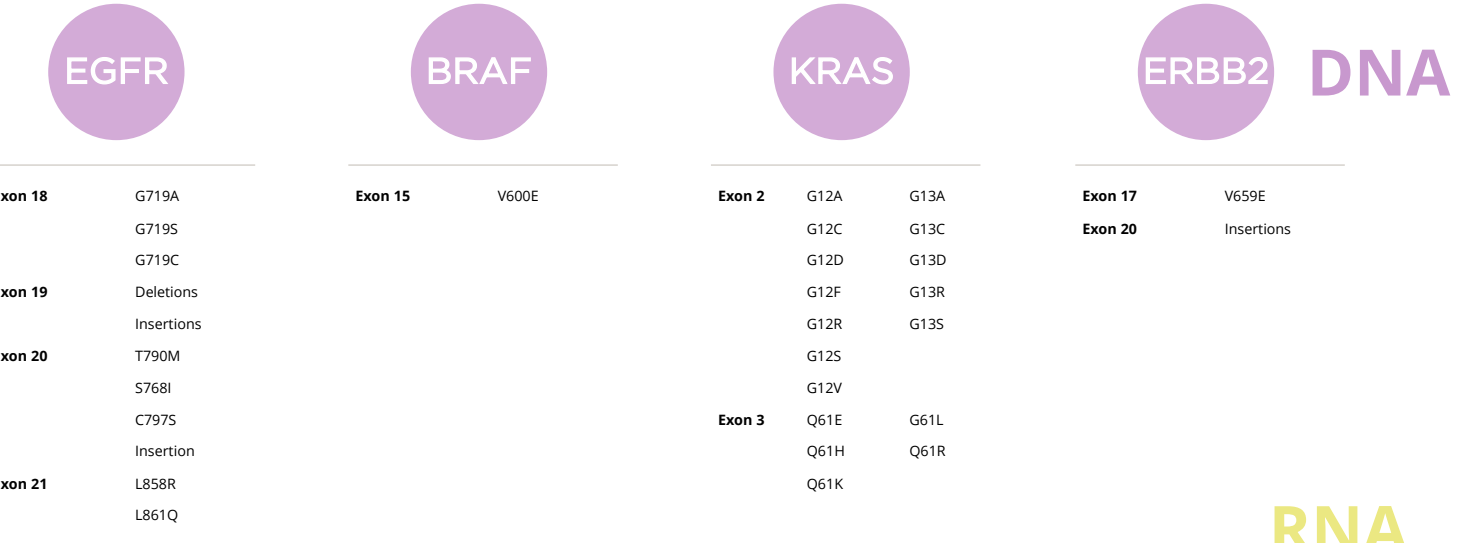 EGFR BRAF KRAS ERBB2 DNA
xon 18 G719A Exon 15 V600E Exon 2 G12A G13A Exon 17 V659E
G719S G12C G13C Exon 20 Insertions
G719C G12D G13D
xon 19 Deletions G12F G13R
Insertions G12R G13S
xon 20 T790M G12S
S768I G12V
C797S Exon 3 Q61E G61L
Insertion Q61H Q61R
xon 21 L858R Q61K
L861Q
RNA